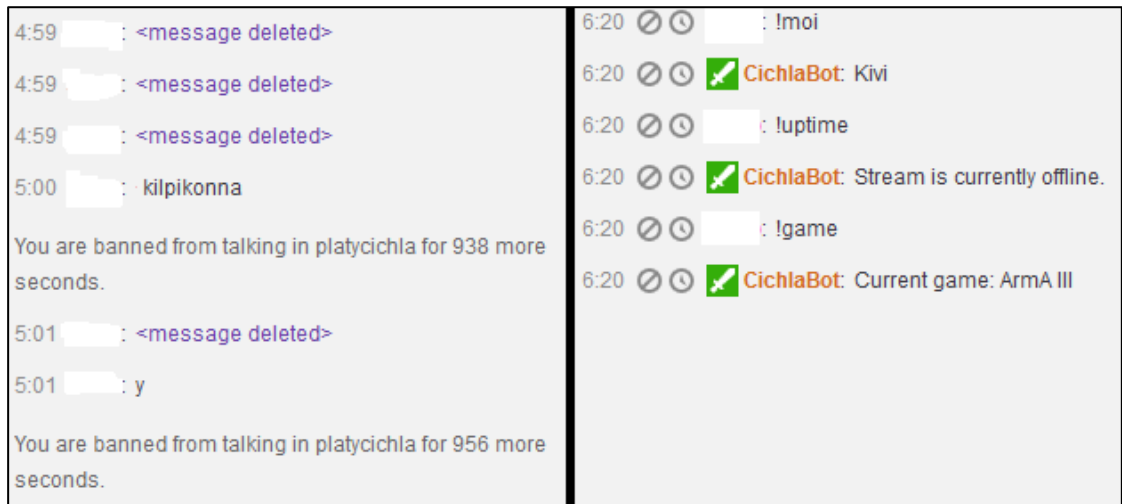 4:59 : <message deleted>
4:59 : <message deleted>
4:59 : <message deleted>
5:00 : kilpikonna
You are banned from talking in platycichla for 938 more
seconds.
5:01 : <message deleted>
5:01 : y
You are banned from talking in platycichla for 956 more
seconds.
6:20 : !moi
6:20 CichlaBot: Kivi
6:20 : !uptime
6:20 CichlaBot: Stream is currently offline.
6:20 : !game
6:20 CichlaBot: Current game: ArmA III